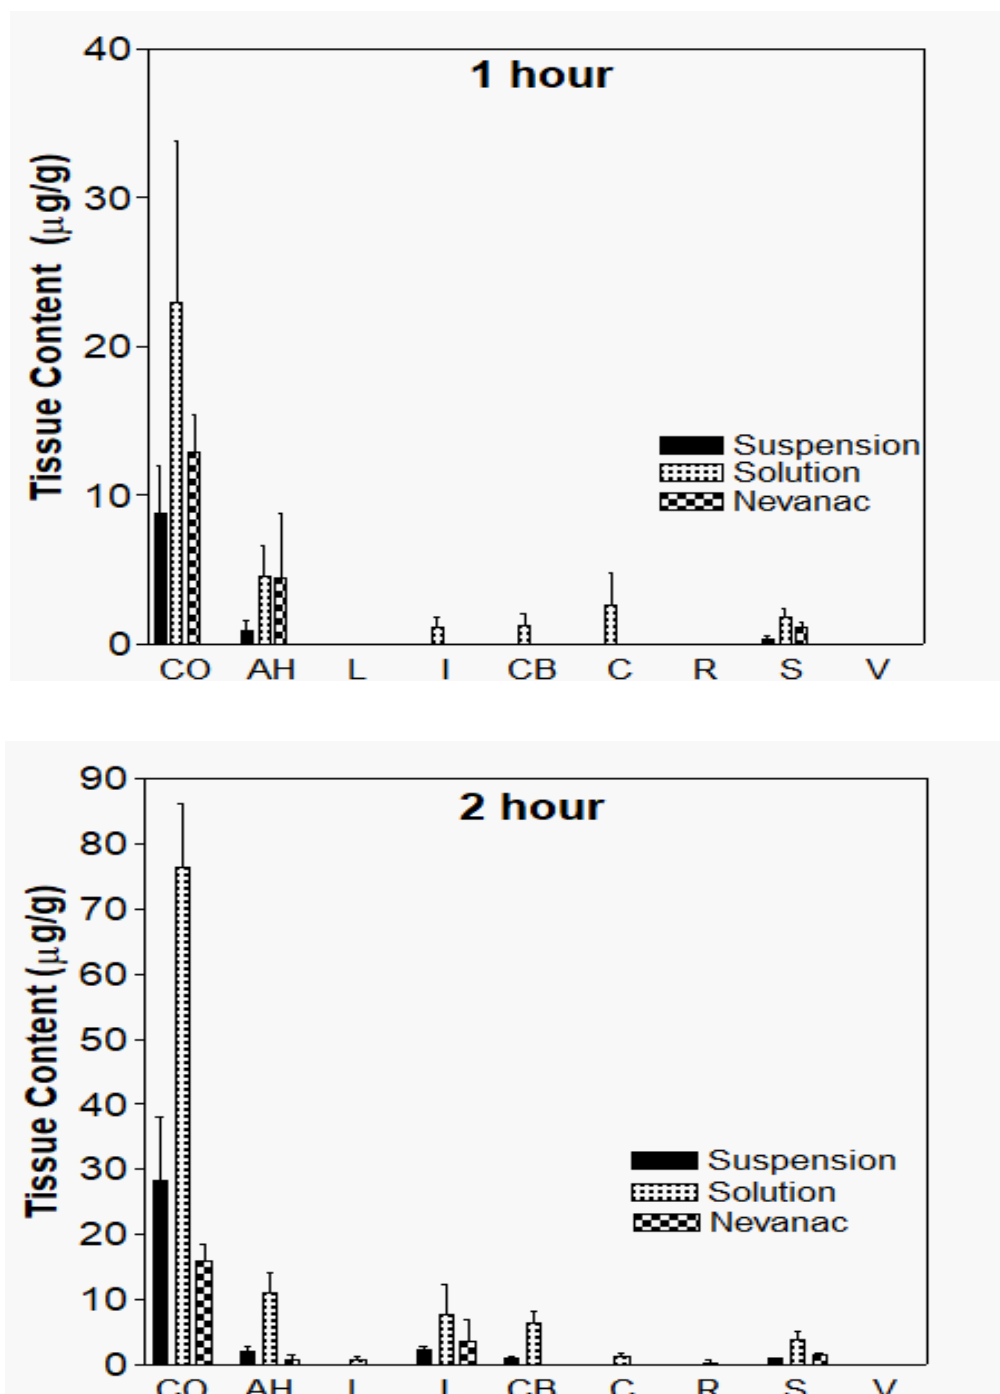 1 hour
40
30
20
10
0
Tissue Content (μg/g)
Suspension
Solution
Nevanac
CO AH L I CB C R S V
2 hour
90
80
70
60
50
40
30
20
10
0
Tissue Content (μg/g)
Suspension
Solution
Nevanac
CO AH L I CB C R S V